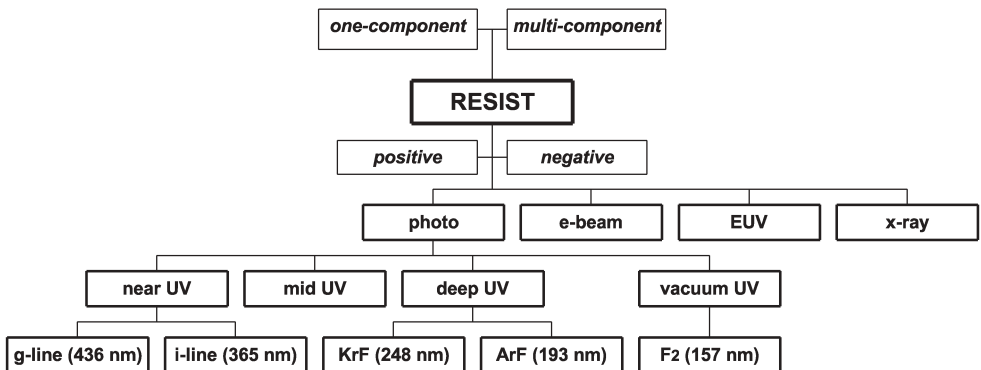 one-component
multi-component
RESIST
positive
negative
photo
e-beam
EUV
x-ray
near UV
mid UV
deep UV
vacuum UV
g-line (436 nm)
i-line (365 nm)
KrF (248 nm)
ArF (193 nm)
F2 (157 nm)